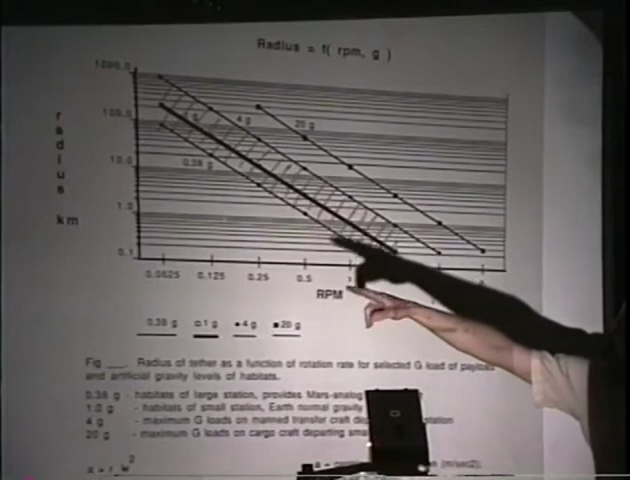 Radius = f( rpm, g )
1000.0
100.0
10.0
1.0
0.1
radius km
4 g
20 g
0.38 g
0.0625 0.125 0.25 0.5 1
RPM
0.38 g 1 g 4 g 20 g
Fig ___. Radius of tether as a function of rotation rate for selected G load of
and artificial gravity levels of habitats.
0.38 g - habitats of large station, provides Mars-analog
1.0 g - habitats of small station, Earth normal gravity
4 g - maximum G loads on manned transfer craft station
20 g - maximum G loads on cargo craft departing
(m/sec2).